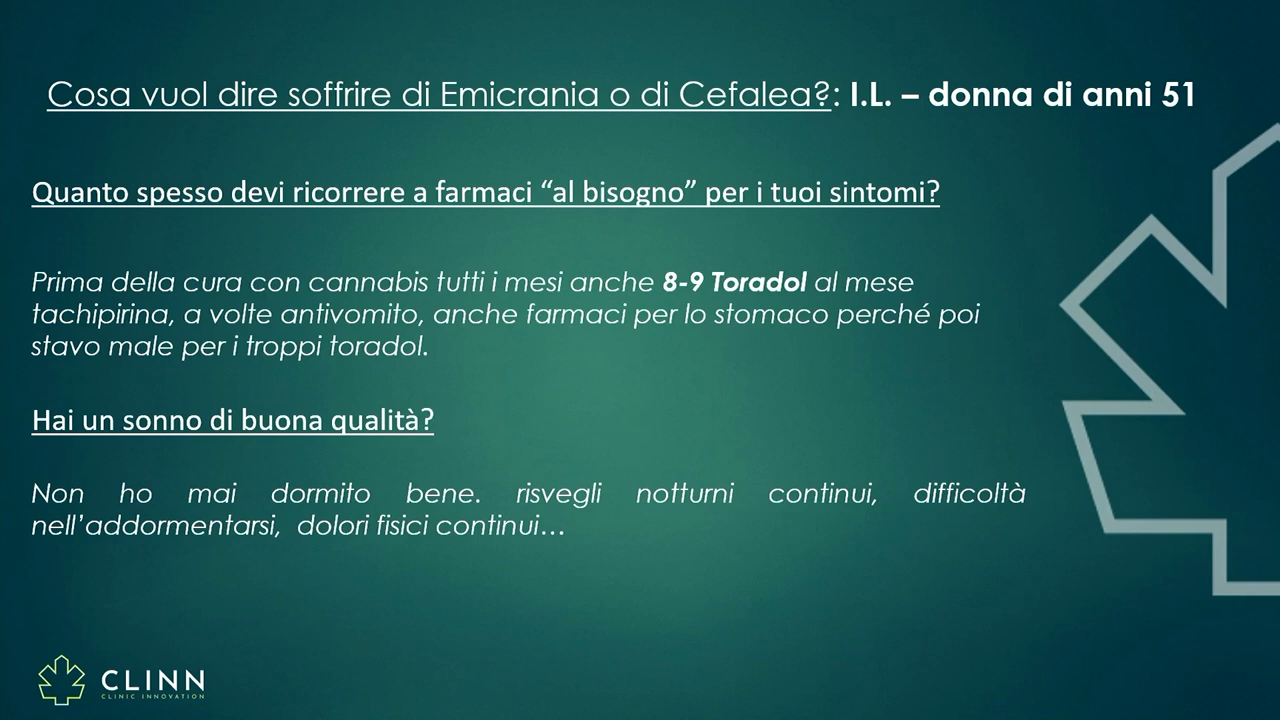 Cosa vuol dire soffrire di Emicrania o di Cefalea?: I.L. – donna di anni 51
Quanto spesso devi ricorrere a farmaci “al bisogno” per i tuoi sintomi?
Prima della cura con cannabis tutti i mesi anche 8-9 Toradol al mese
tachipirina, a volte antivomito, anche farmaci per lo stomaco perché poi
stavo male per i troppi toradol.
Hai un sonno di buona qualità?
Non ho mai dormito bene. risvegli notturni continui, difficoltà
nell’addormentarsi, dolori fisici continui…
CLINN
CLINIC INNOVATION